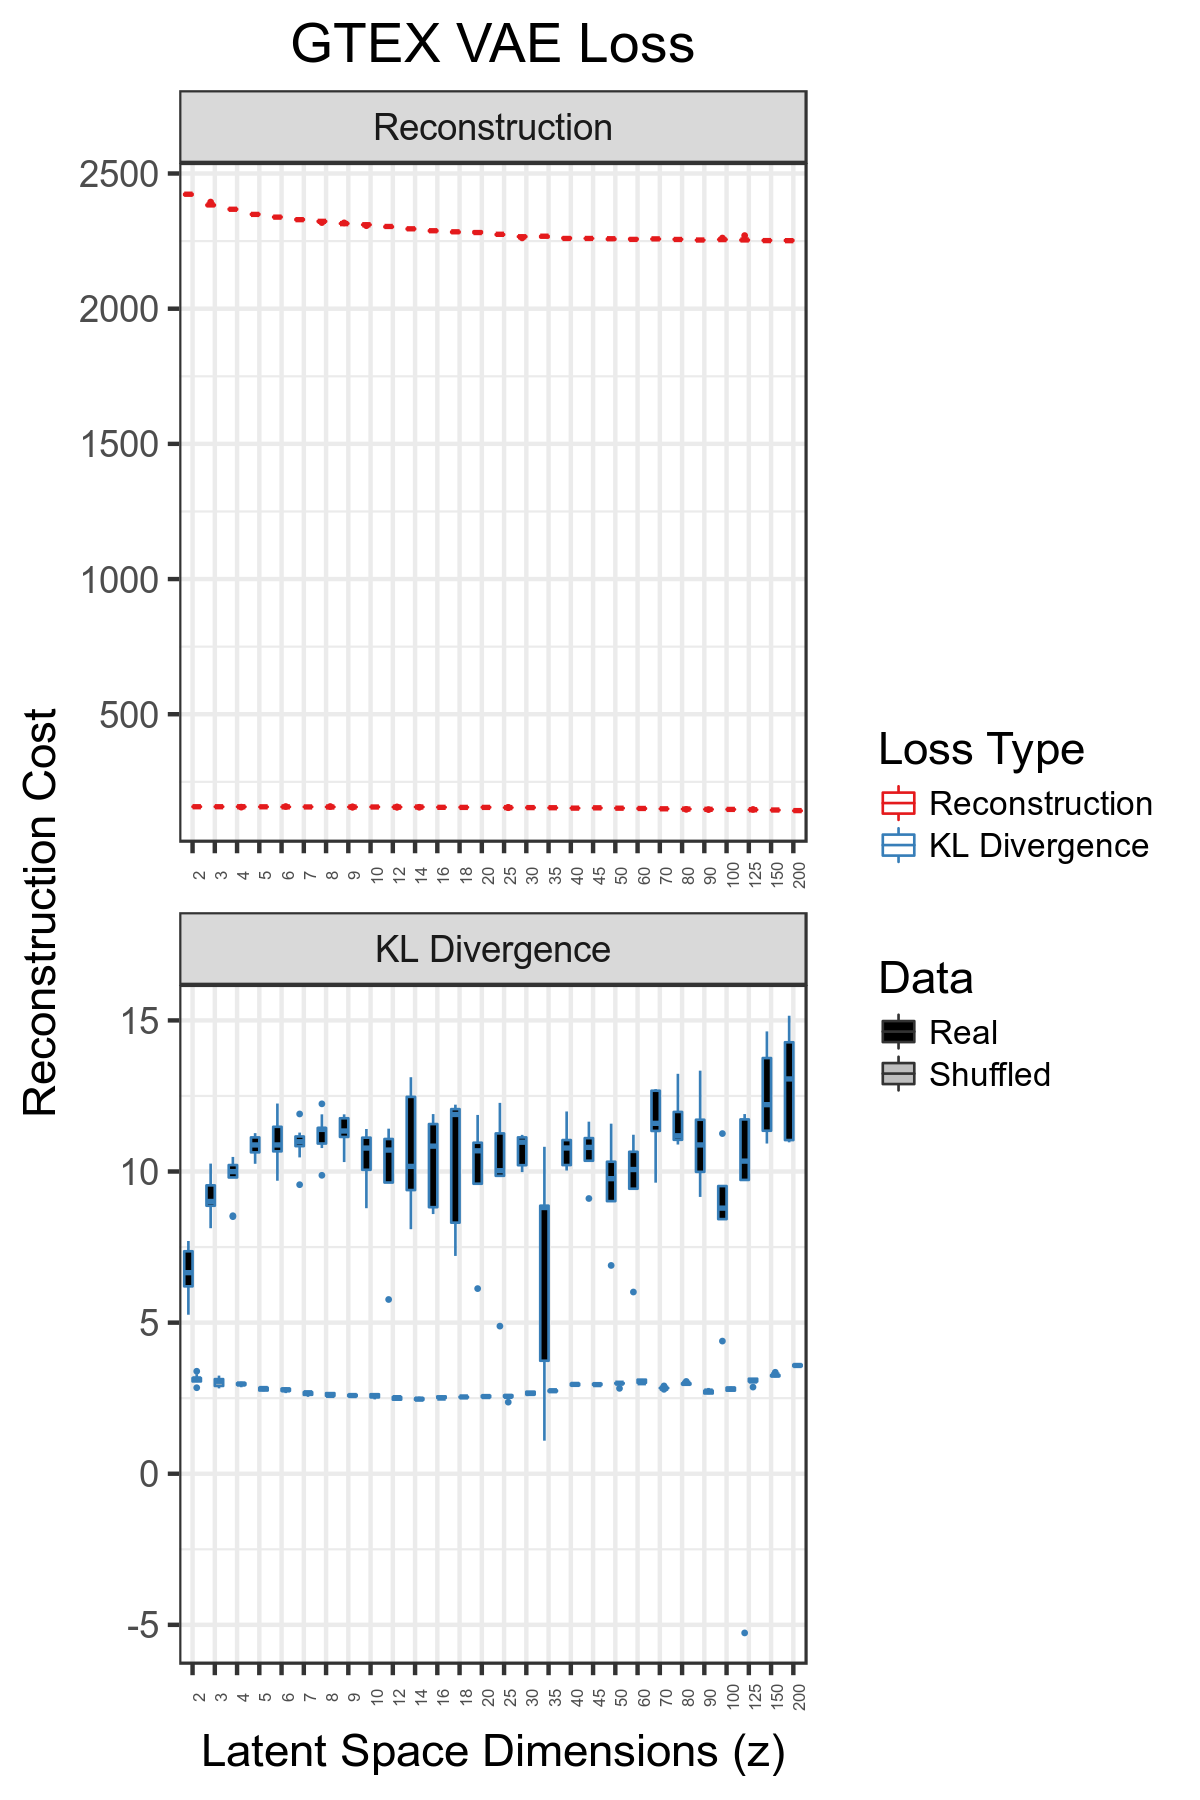 GTEX VAE Loss
Reconstruction
2500
2000
1500
1000
500
2 3 4 5 6 7 8 9 10 12 14 16 18 20 25 30 35 40 45 50 60 70 80 90 100 125 150 200
Reconstruction Cost
KL Divergence
15
10
5
0
-5
2 3 4 5 6 7 8 9 10 12 14 16 18 20 25 30 35 40 45 50 60 70 80 90 100 125 150 200
Latent Space Dimensions (z)
Loss Type
Reconstruction
KL Divergence
Data
Real
Shuffled